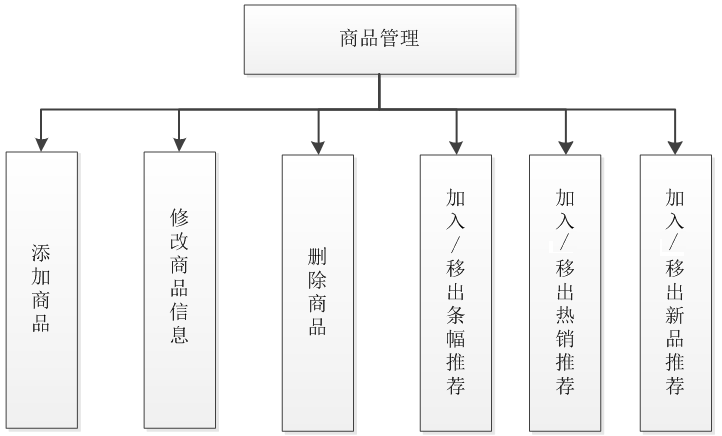 商品管理
添加商品
修改商品信息
删除商品
加入/移出条幅推荐
加入/移出热销推荐
加入/移出新品推荐